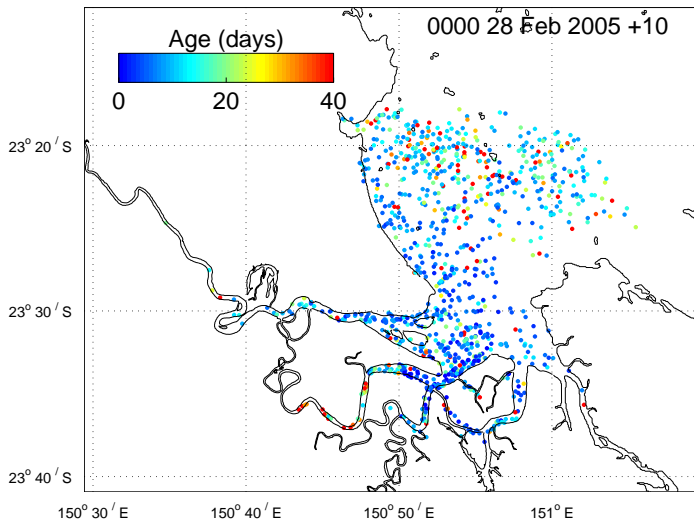 0000 28 Feb 2005 +10
Age (days)
0 20 40
23° 20 ′ S
23° 30 ′ S
23° 40 ′ S
150° 30 ′ E 150° 40 ′ E 150° 50 ′ E 151° E